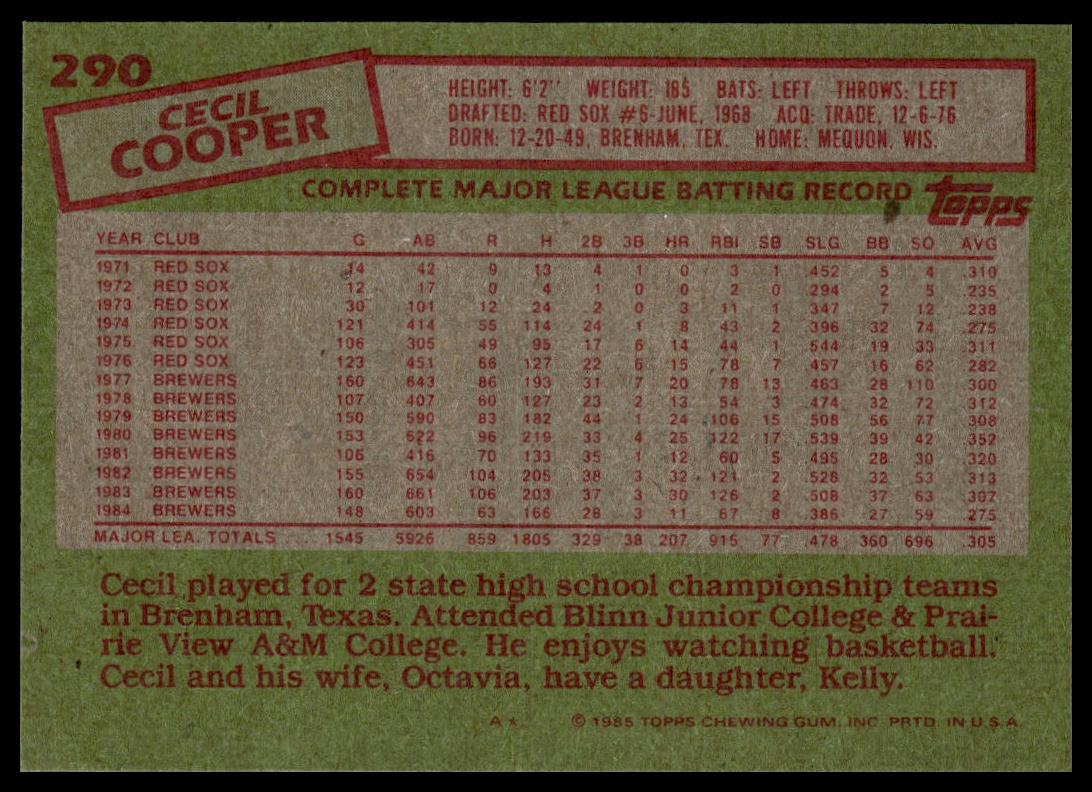 290
CECIL
COOPER
HEIGHT: 6'2" WEIGHT: 185 BATS: LEFT THROWS: LEFT
DRAFTED: RED SOX #6-JUNE, 1968 ACQ: TRADE, 12-6-76
BORN: 12-20-49, BRENHAM, TEX. HOME: MEQUON, WIS.
COMPLETE MAJOR LEAGUE BATTING RECORD topps
YEAR CLUB G AB R H 2B 3B HR RBI SB SLG BB SO AVG
1971 RED SOX 14 42 9 13 4 1 0 3 1 .452 5 4 .310
1972 RED SOX 12 17 0 4 1 0 0 2 0 .294 2 5 .235
1973 RED SOX 30 101 12 24 2 0 3 11 1 .347 7 12 .238
1974 RED SOX 121 414 55 114 24 1 8 43 2 .396 32 74 .275
1975 RED SOX 106 305 49 95 17 6 14 44 1 .544 19 33 .311
1976 RED SOX 123 451 66 127 22 6 15 78 7 .457 16 62 .282
1977 BREWERS 160 643 86 193 31 7 20 78 13 .463 28 110 .300
1978 BREWERS 107 407 60 127 23 2 13 54 3 .474 32 72 .312
1979 BREWERS 150 590 83 182 44 1 24 106 15 .508 56 77 .308
1980 BREWERS 153 622 96 219 33 4 25 122 17 .539 39 42 .352
1981 BREWERS 106 416 70 133 35 1 12 60 5 .495 28 30 .320
1982 BREWERS 155 654 104 205 38 3 32 121 2 .528 32 53 .313
1983 BREWERS 160 661 106 203 37 3 30 126 2 .508 37 63 .307
1984 BREWERS 148 603 63 166 28 3 11 67 8 .386 27 59 .275
MAJOR LEA. TOTALS .... 1545 5926 859 1805 329 38 207 915 77 .478 360 696 .305
Cecil played for 2 state high school championship teams
in Brenham, Texas. Attended Blinn Junior College & Prai-
rie View A&M College. He enjoys watching basketball.
Cecil and his wife, Octavia, have a daughter, Kelly.
A★ © 1985 TOPPS CHEWING GUM, INC. PRTD. IN U.S.A.